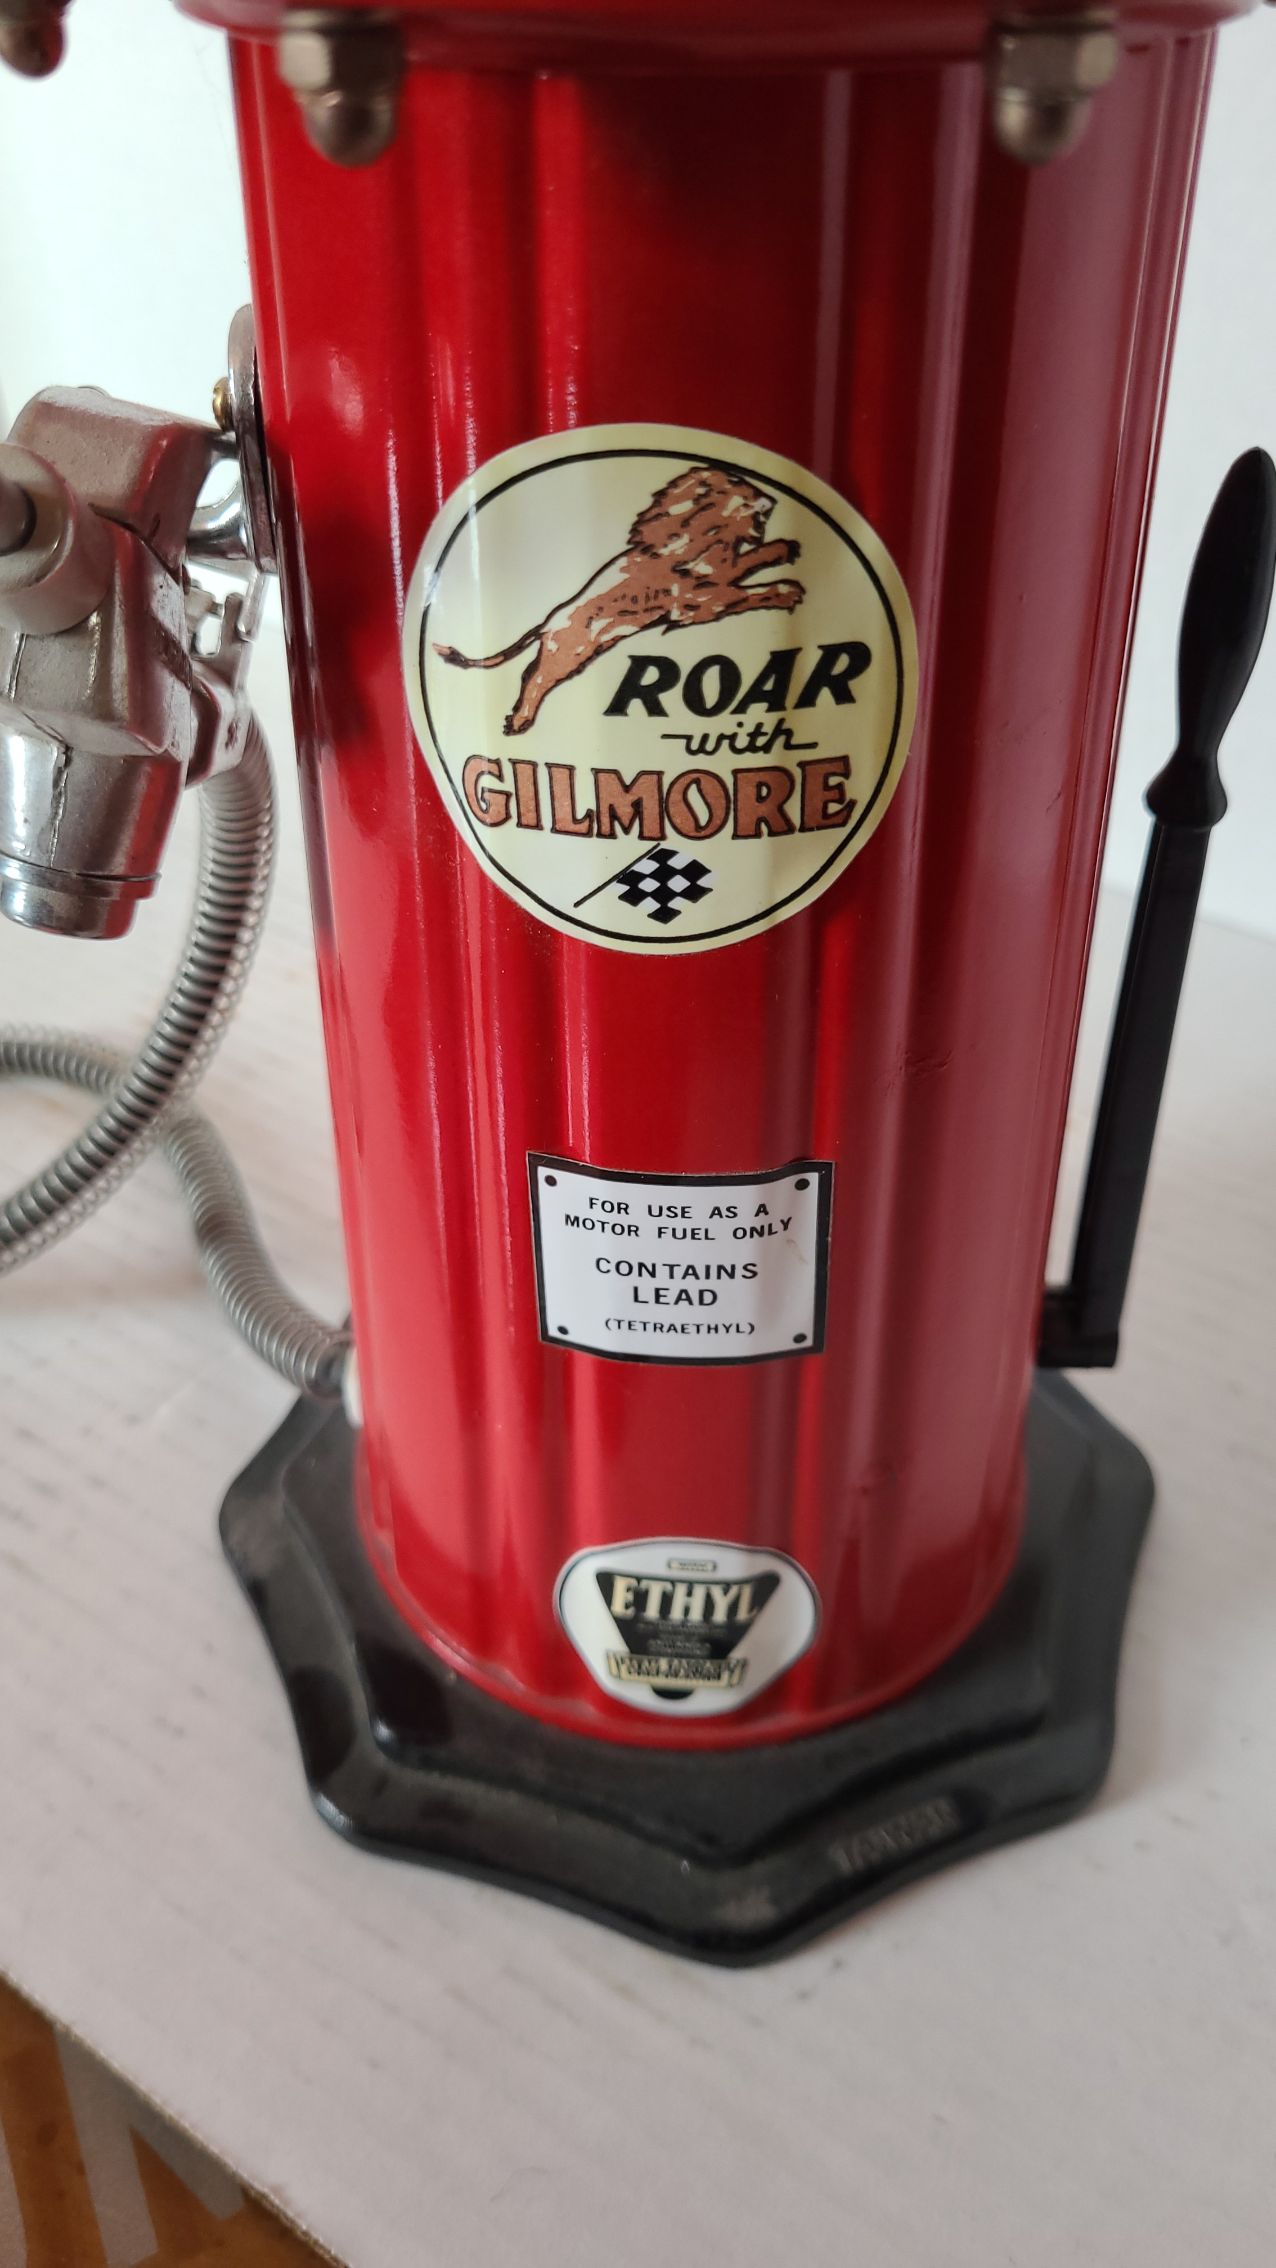 ROAR
with
GILMORE
FOR USE AS A
MOTOR FUEL ONLY
CONTAINS
LEAD
(TETRAETHYL)
ETHYL